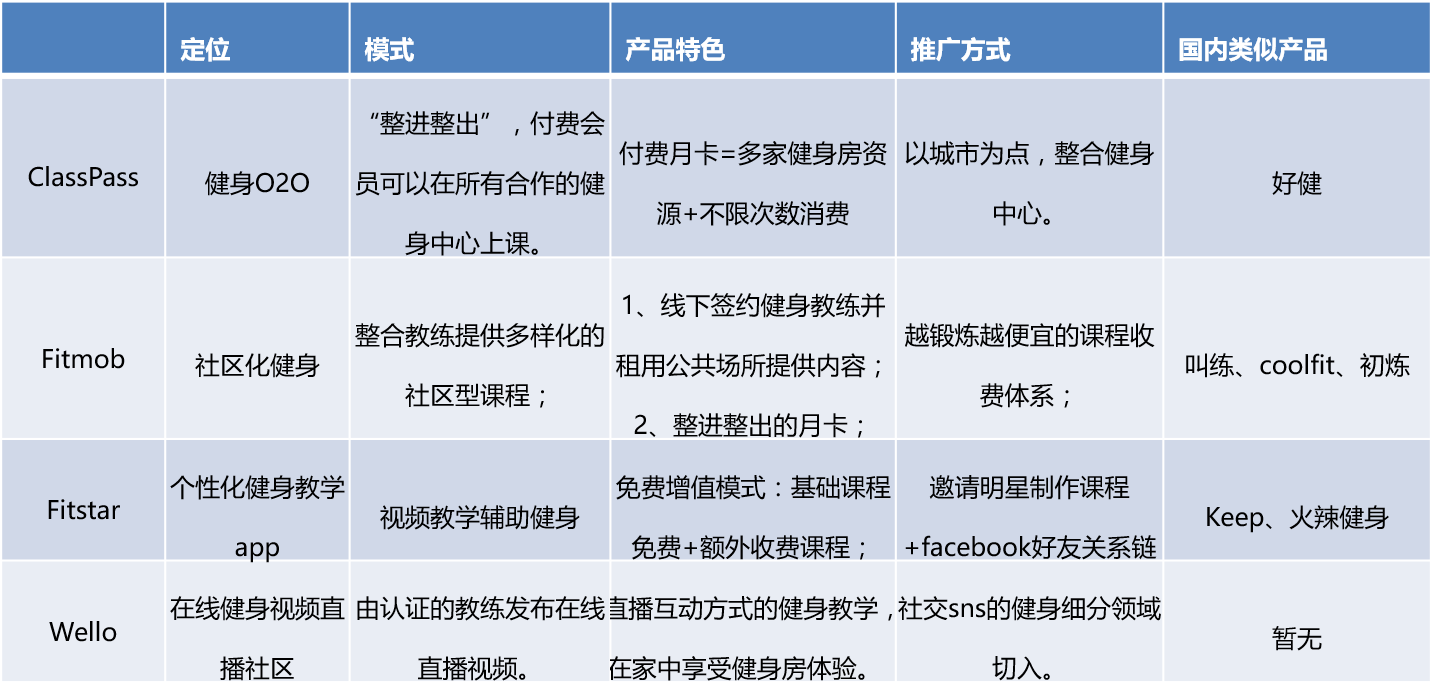 定位
模式
产品特色
推广方式
国内类似产品
ClassPass
健身O2O
“整进整出”，付费会
员可以在所有合作的健
身中心上课。
付费月卡=多家健身房资
源+不限次数消费
以城市为点，整合健身
中心。
好健
Fitmob
社区化健身
整合教练提供多样化的
社区型课程；
1、线下签约健身教练并
租用公共场所提供内容；
2、整进整出的月卡；
越锻炼越便宜的课程收
费体系；
叫练、coolfit、初炼
Fitstar
个性化健身教学
app
视频教学辅助健身
免费增值模式：基础课程
免费+额外收费课程；
邀请明星制作课程
+facebook好友关系链
Keep、火辣健身
Wello
在线健身视频直
播社区
由认证的教练发布在线
直播视频。
直播互动方式的健身教学，
在家中享受健身房体验。
社交sns的健身细分领域
切入。
暂无